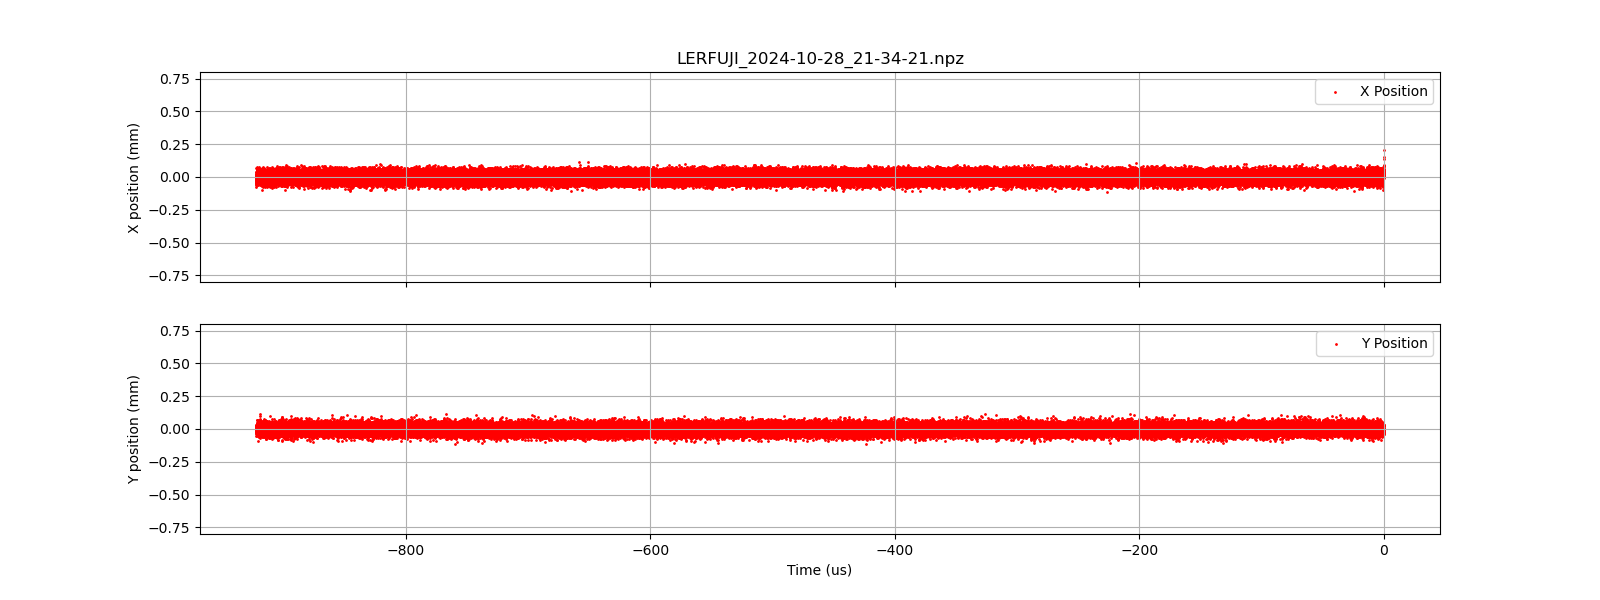 LERFUJI_2024-10-28_21-34-21.npz
X position (mm)
0.75
0.50
0.25
0.00
−0.25
−0.50
−0.75
X Position
Y position (mm)
0.75
0.50
0.25
0.00
−0.25
−0.50
−0.75
Y Position
−800 −600 −400 −200 0
Time (us)